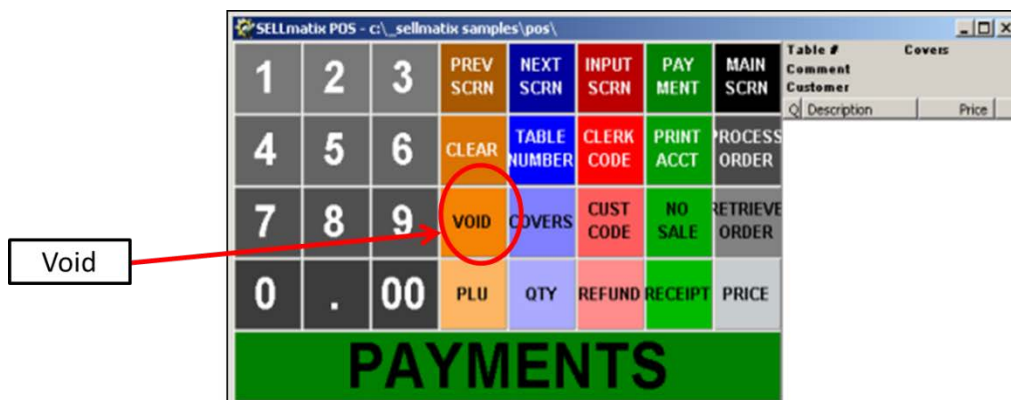 SELLmatix POS - c:\_sellmatix samples\pos\
1 2 3 PREV SCRN NEXT SCRN INPUT SCRN PAY MENT MAIN SCRN
Table # Covers
Comment
Customer
Q Description Price
4 5 6 CLEAR TABLE NUMBER CLERK CODE PRINT ACCT PROCESS ORDER
7 8 9 VOID COVERS CUST CODE NO SALE RETRIEVE ORDER
Void
0 . 00 PLU QTY REFUND RECEIPT PRICE
PAYMENTS